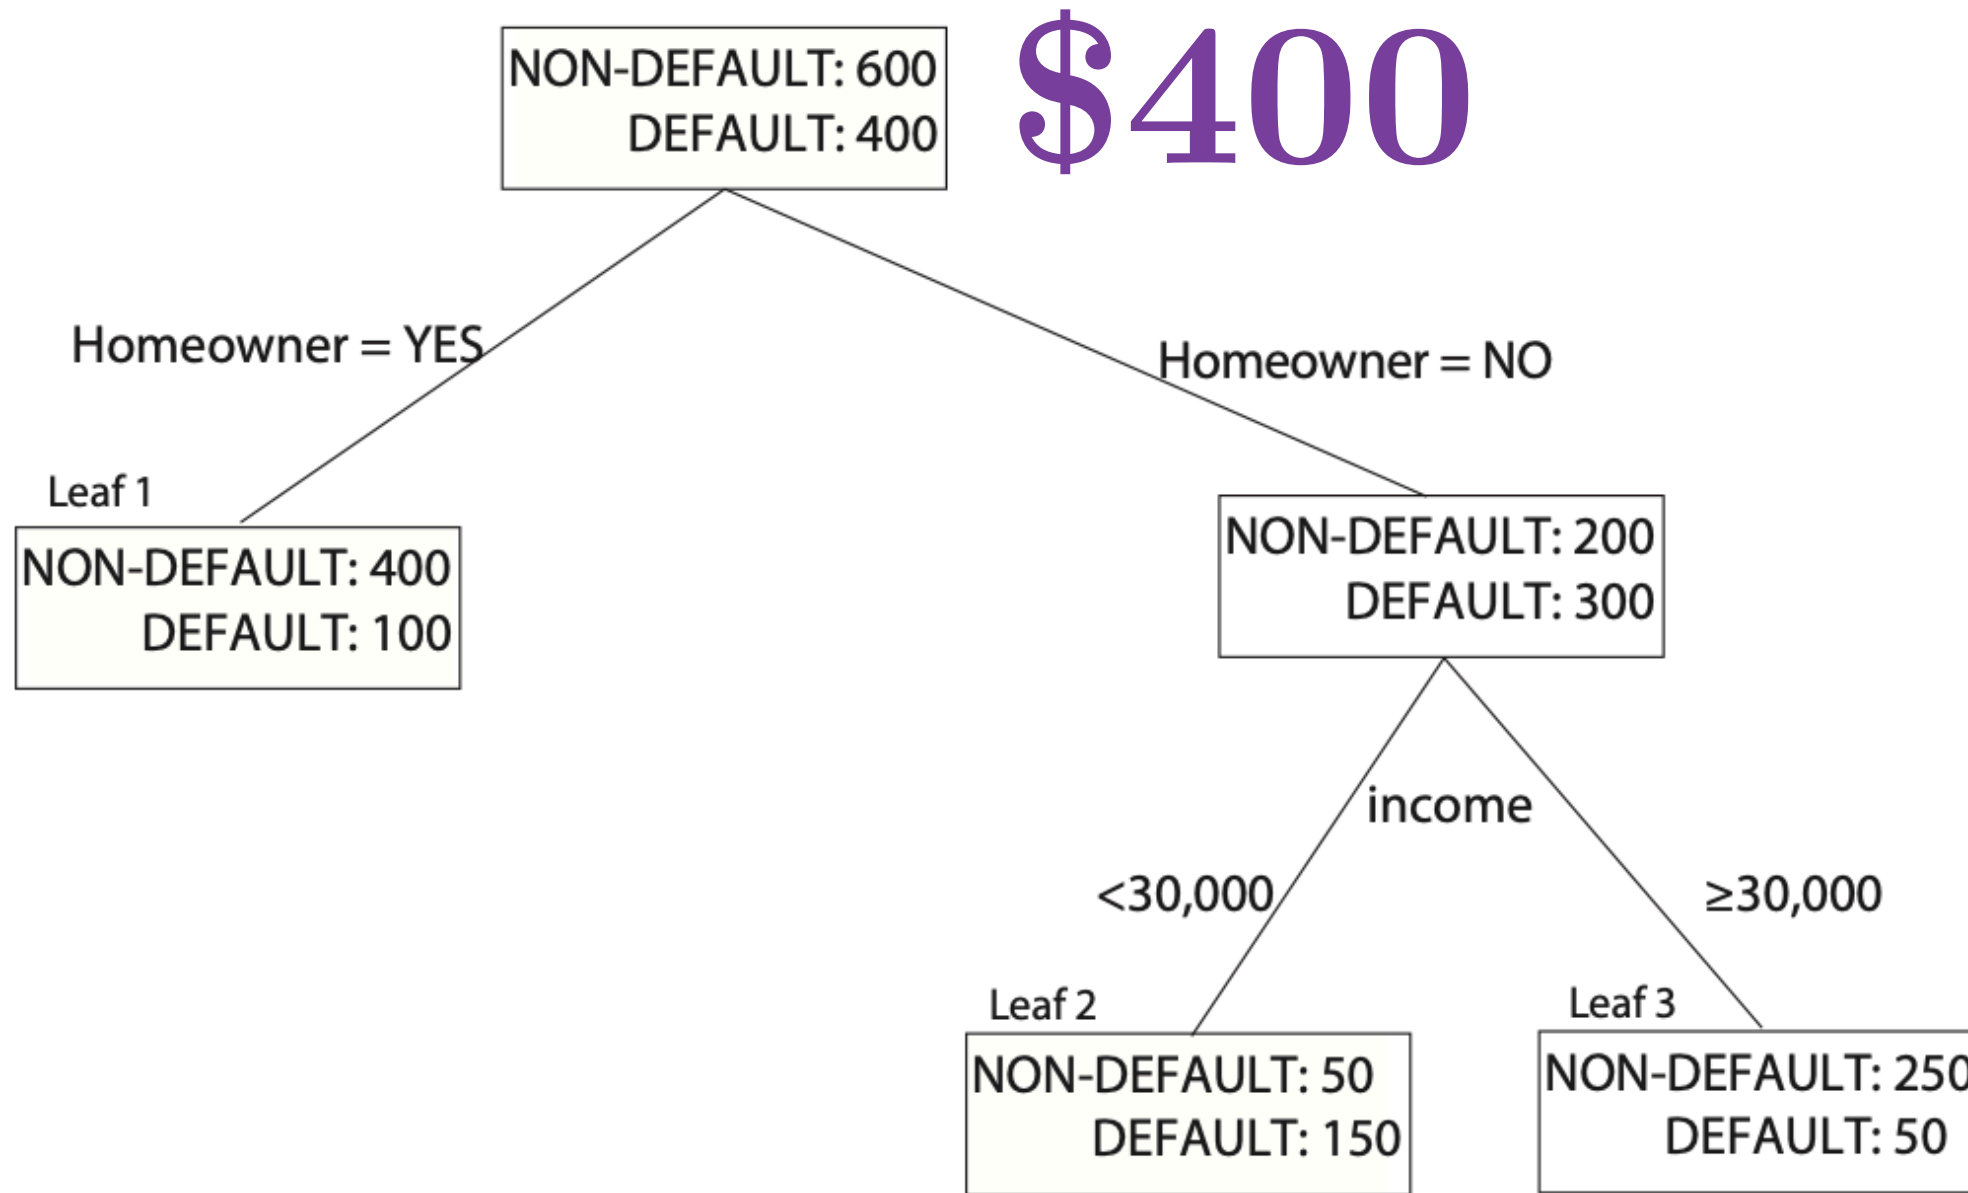 NON-DEFAULT: 600
DEFAULT: 400
$400
Homeowner = YES
Homeowner = NO
Leaf 1
NON-DEFAULT: 400
DEFAULT: 100
NON-DEFAULT: 200
DEFAULT: 300
income
<30,000
≥30,000
Leaf 2
NON-DEFAULT: 50
DEFAULT: 150
Leaf 3
NON-DEFAULT: 250
DEFAULT: 50